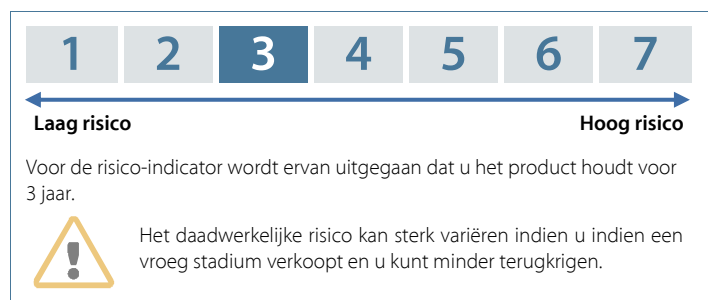 1 2 3 4 5 6 7
Laag risico Hoog risico
Voor de risico-indicator wordt ervan uitgegaan dat u het product houdt voor
3 jaar.
Het daadwerkelijke risico kan sterk variëren indien u indien een
vroeg stadium verkoopt en u kunt minder terugkrigen.